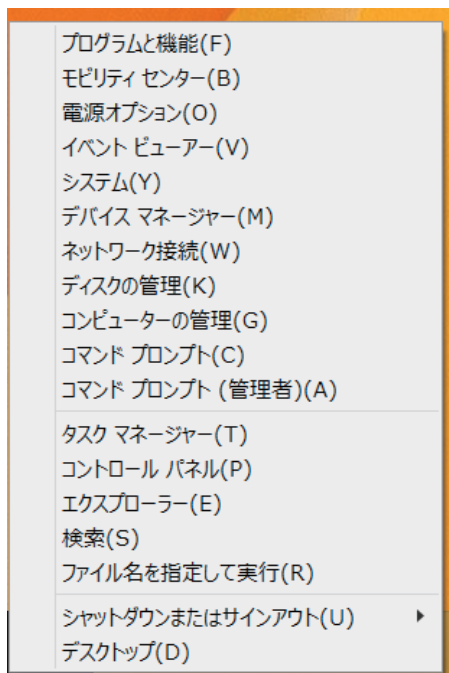 プログラムと機能(F)
モビリティ センター(B)
電源オプション(O)
イベント ビューアー(V)
システム(Y)
デバイス マネージャー(M)
ネットワーク接続(W)
ディスクの管理(K)
コンピューターの管理(G)
コマンド プロンプト(C)
コマンド プロンプト (管理者)(A)
タスク マネージャー(T)
コントロール パネル(P)
エクスプローラー(E)
検索(S)
ファイル名を指定して実行(R)
シャットダウンまたはサインアウト(U)
デスクトップ(D)